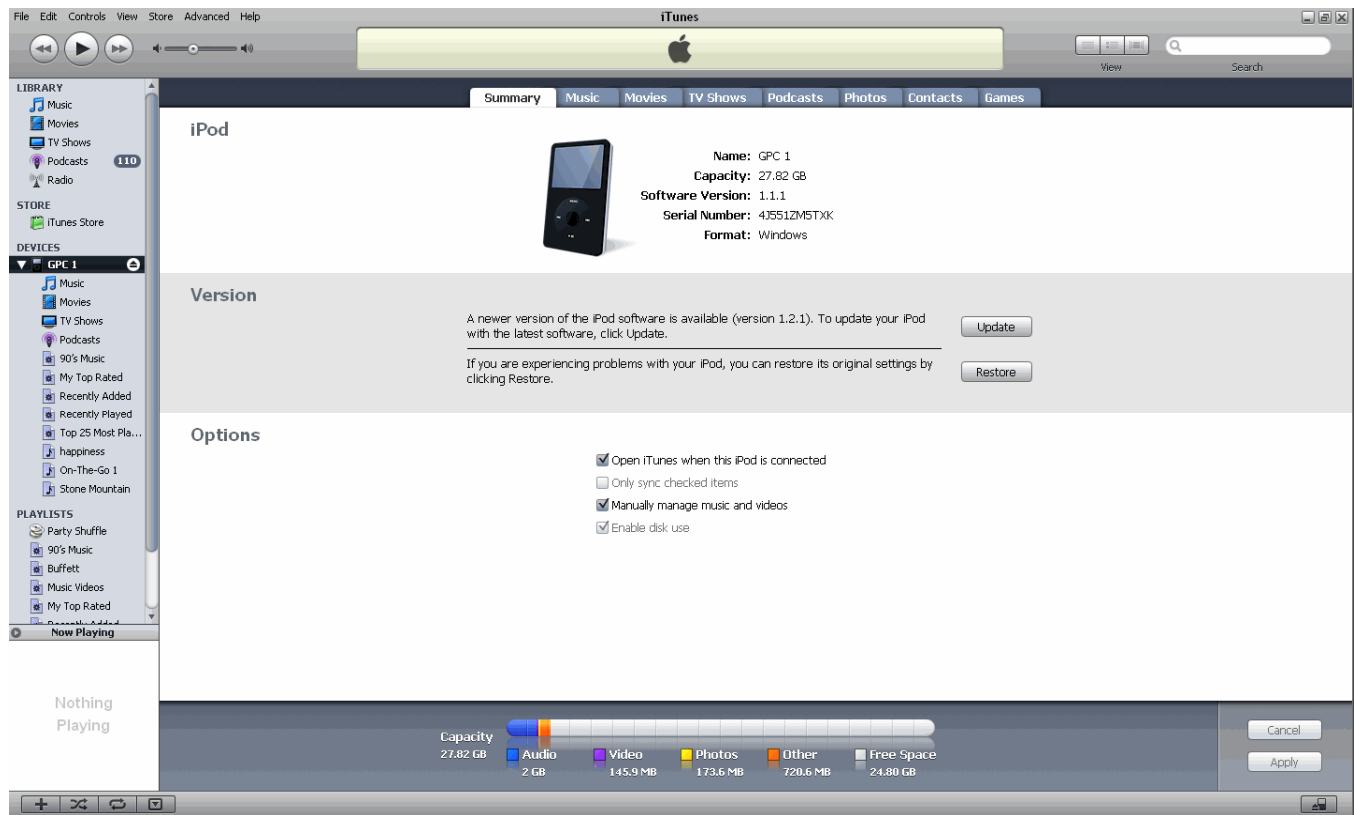 File Edit Controls View Store Advanced Help
iTunes
View
Search
LIBRARY
Music
Movies
TV Shows
Podcasts 110
Radio
STORE
iTunes Store
DEVICES
GPC 1
Music
Movies
TV Shows
Podcasts
90's Music
My Top Rated
Recently Added
Recently Played
Top 25 Most Pla...
happiness
On-The-Go 1
Stone Mountain
PLAYLISTS
Party Shuffle
90's Music
Buffett
Music Videos
My Top Rated
Recently Added
Now Playing
Nothing
Playing
Summary Music Movies TV Shows Podcasts Photos Contacts Games
iPod
Name: GPC 1
Capacity: 27.82 GB
Software Version: 1.1.1
Serial Number: 4J551ZM5TXK
Format: Windows
Version
A newer version of the iPod software is available (version 1.2.1). To update your iPod
with the latest software, click Update.
Update
If you are experiencing problems with your iPod, you can restore its original settings by
clicking Restore.
Restore
Options
Open iTunes when this iPod is connected
Only sync checked items
Manually manage music and videos
Enable disk use
Capacity
27.82 GB
Audio Video Photos Other Free Space
2 GB 145.9 MB 173.6 MB 720.6 MB 24.80 GB
Cancel
Apply